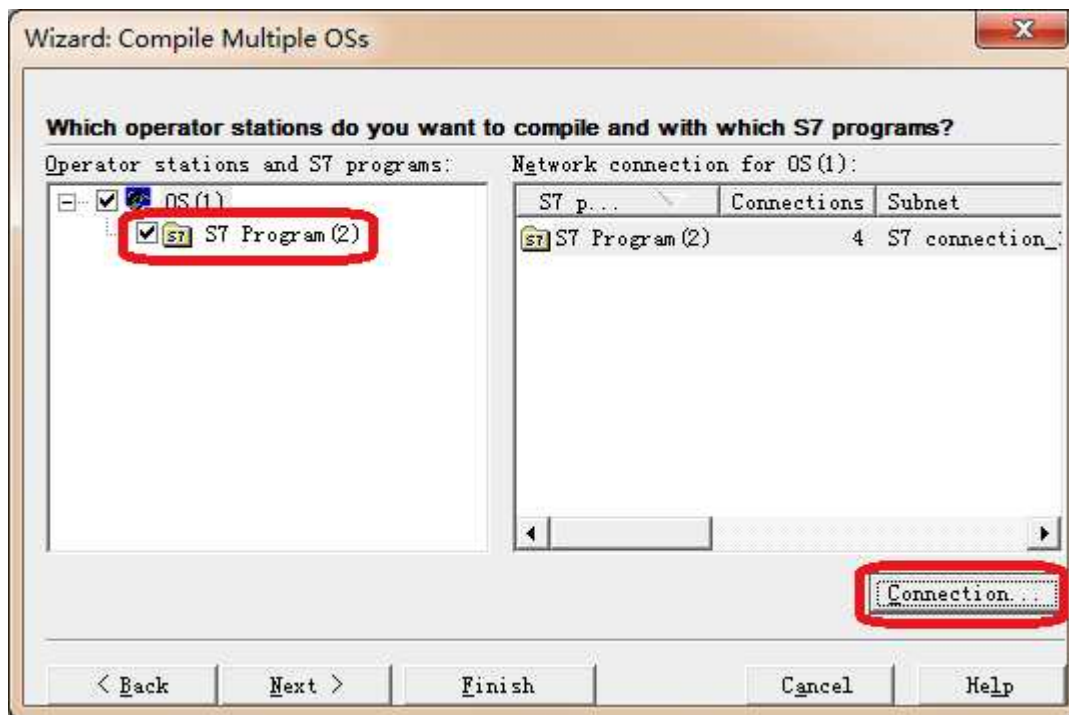 Wizard: Compile Multiple OSs
Which operator stations do you want to compile and with which S7 programs?
Operator stations and S7 programs:
Network connection for OS(1):
OS(1)
S7 Program(2)
S7 p... Connections Subnet
S7 Program(2) 4 S7 connection_
Connection...
< Back Next > Finish Cancel Help